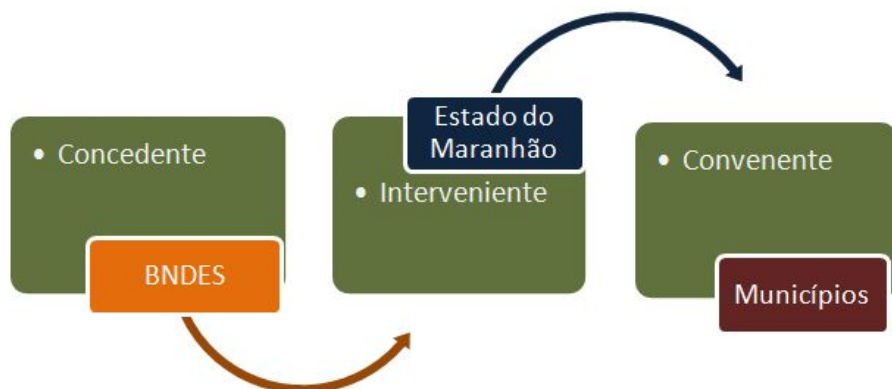 • Concedente
BNDES
Estado do
Maranhão
• Interveniente
• Convenente
Municípios